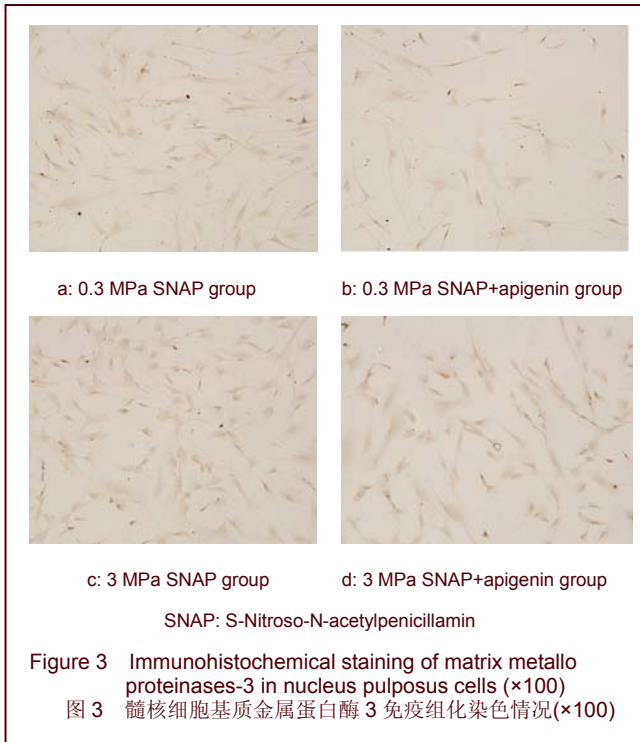 a: 0.3 MPa SNAP group
b: 0.3 MPa SNAP+apigenin group
c: 3 MPa SNAP group
d: 3 MPa SNAP+apigenin group
SNAP: S-Nitroso-N-acetylpenicillamin
Figure 3 Immunohistochemical staining of matrix metallo
proteinases-3 in nucleus pulposus cells (×100)
图 3 髓核细胞基质金属蛋白酶 3 免疫组化染色情况(×100)